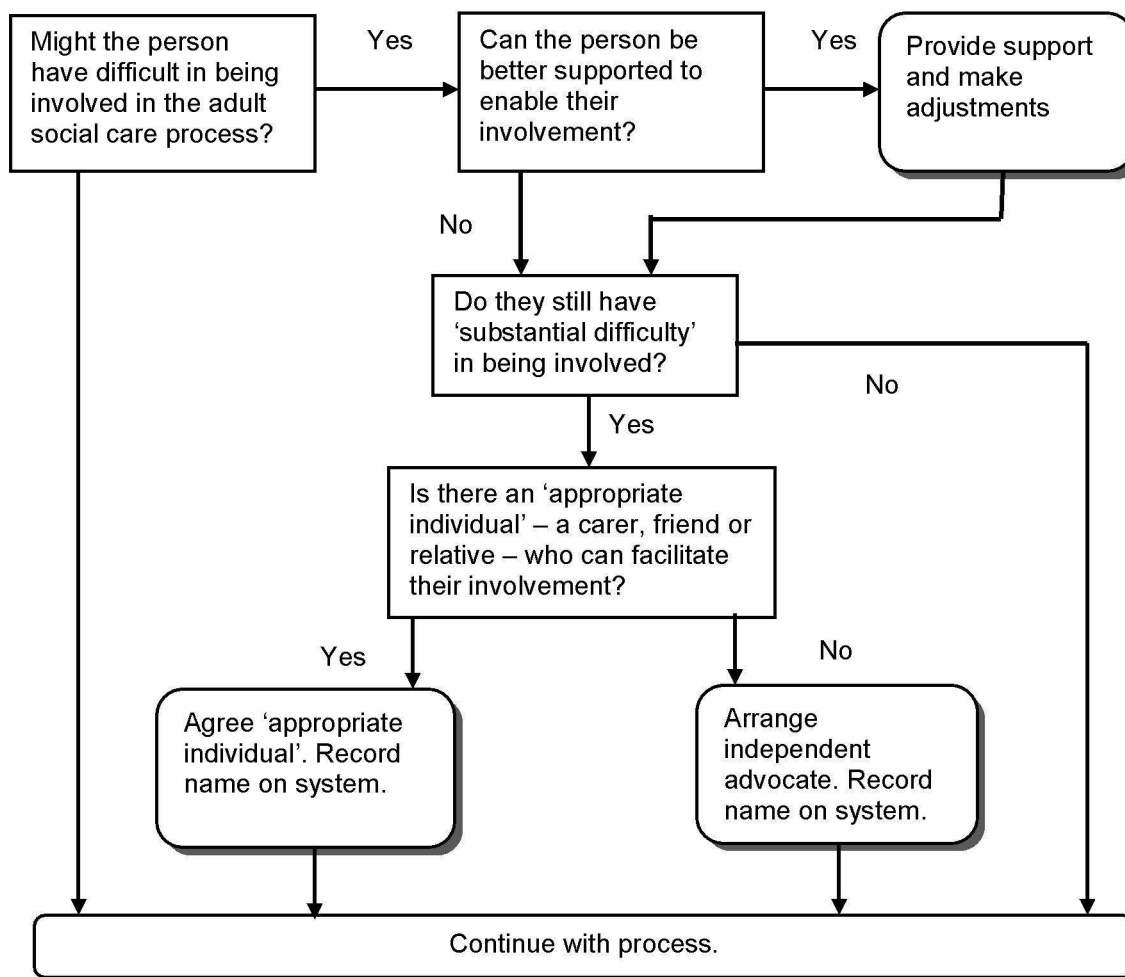 Might the person
have difficult in being
involved in the adult
social care process?
Yes
Can the person be
better supported to
enable their
involvement?
Yes
Provide support
and make
adjustments
No
Do they still have
‘substantial difficulty’
in being involved?
No
Yes
Is there an ‘appropriate
individual’ – a carer, friend or
relative – who can facilitate
their involvement?
Yes
No
Agree ‘appropriate
individual’. Record
name on system.
Arrange
independent
advocate. Record
name on system.
Continue with process.